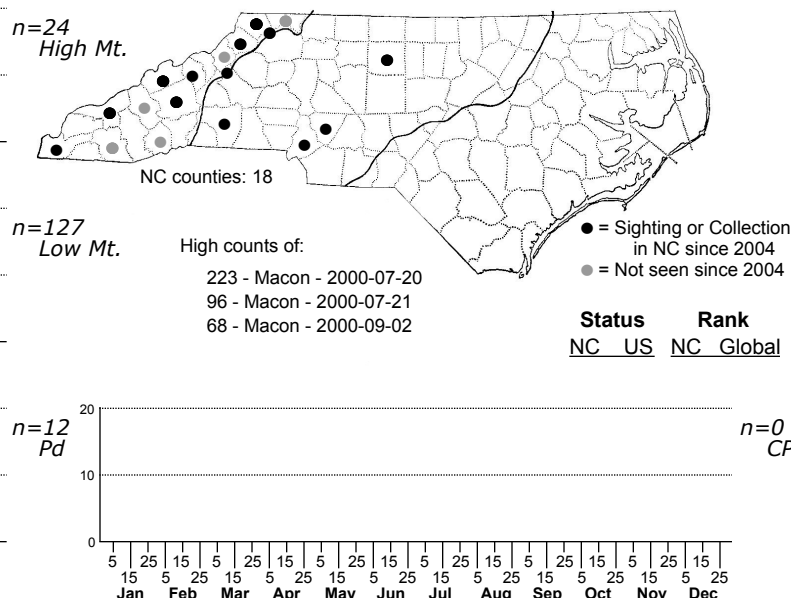 n=24
High Mt.
NC counties: 18
n=127
Low Mt.
High counts of:
223 - Macon - 2000-07-20
96 - Macon - 2000-07-21
68 - Macon - 2000-09-02
● = Sighting or Collection
in NC since 2004
● = Not seen since 2004
Status Rank
NC US NC Global
n=12
Pd
n=0
CP
20
10
0
5 25 15 5 25 15 5 25 15 5 25 15 5 25 15 5 25 15
15 5 25 15 5 25 15 5 25 15 5 25 15 5 25 15 5 25
Jan Feb Mar Apr May Jun Jul Aug Sep Oct Nov Dec